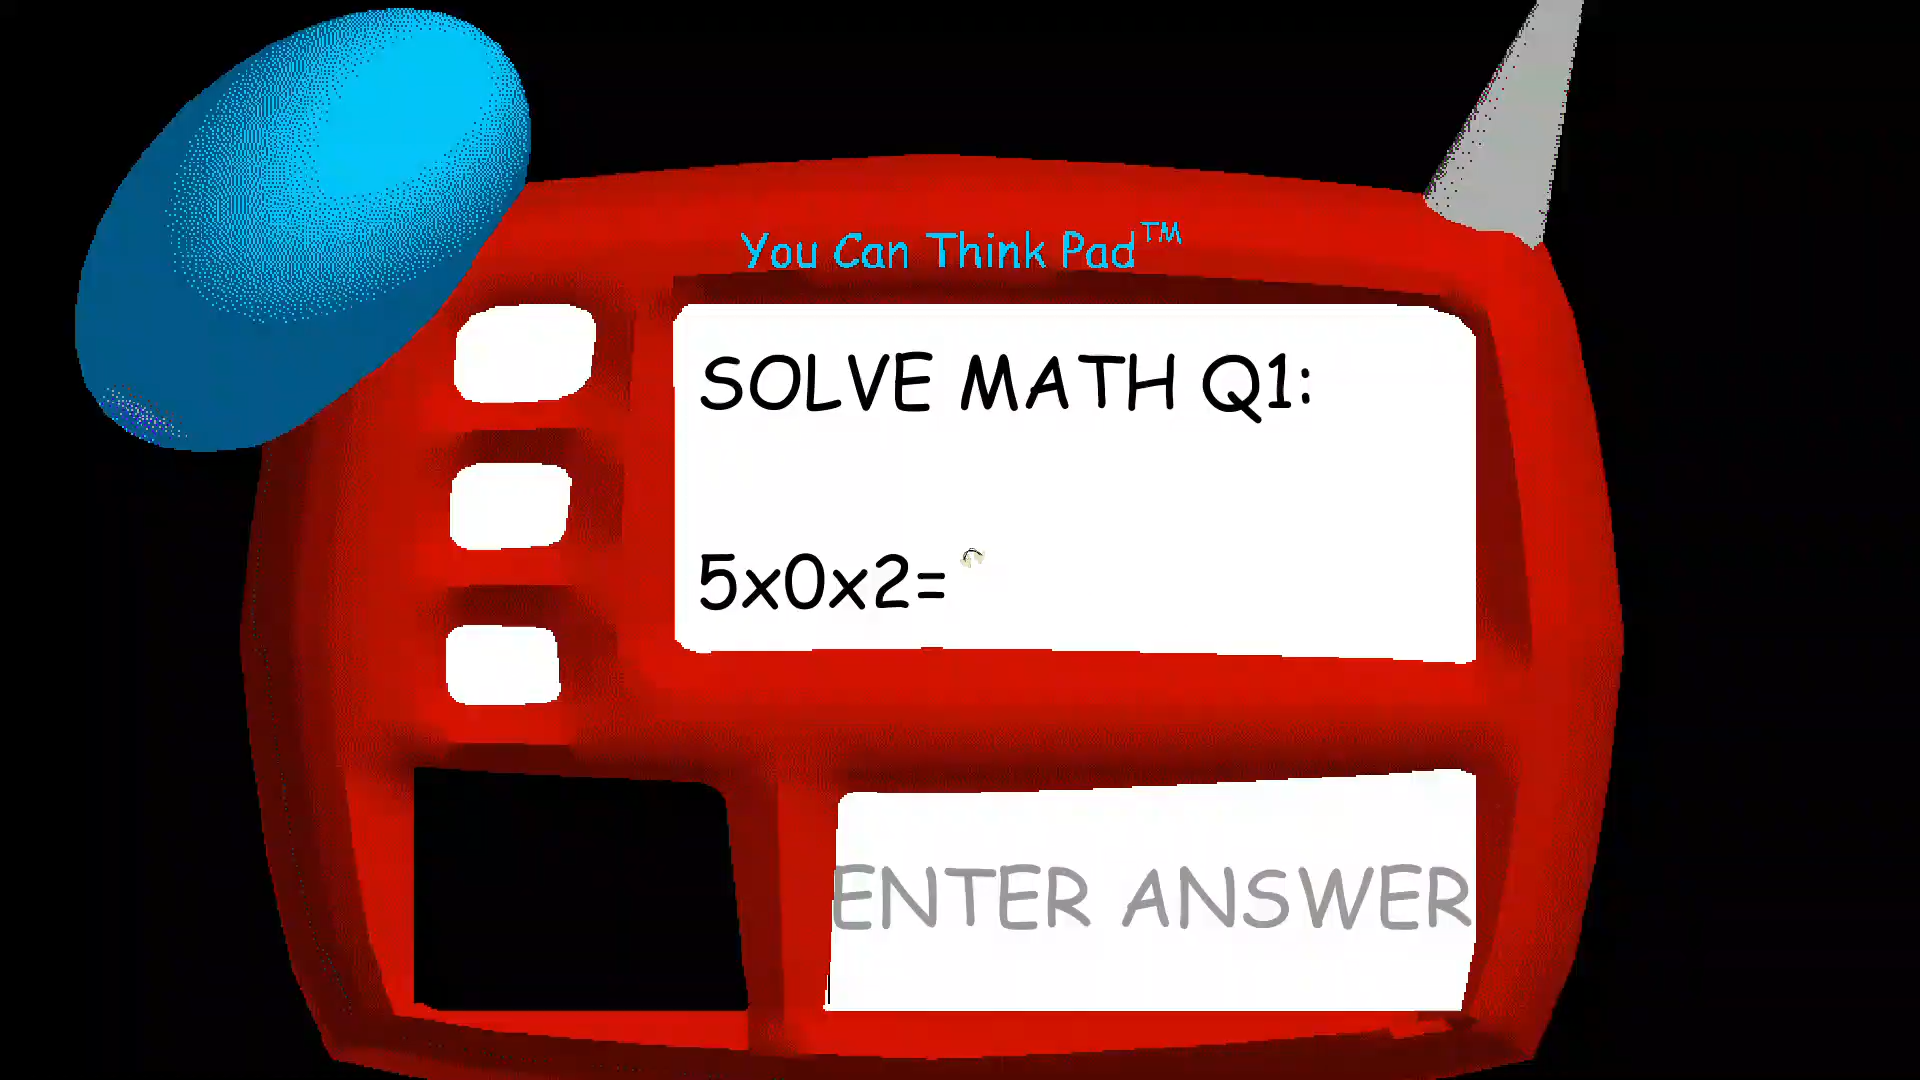 You Can Think Pad™
SOLVE MATH Q1:
5x0x2=
ENTER ANSWER